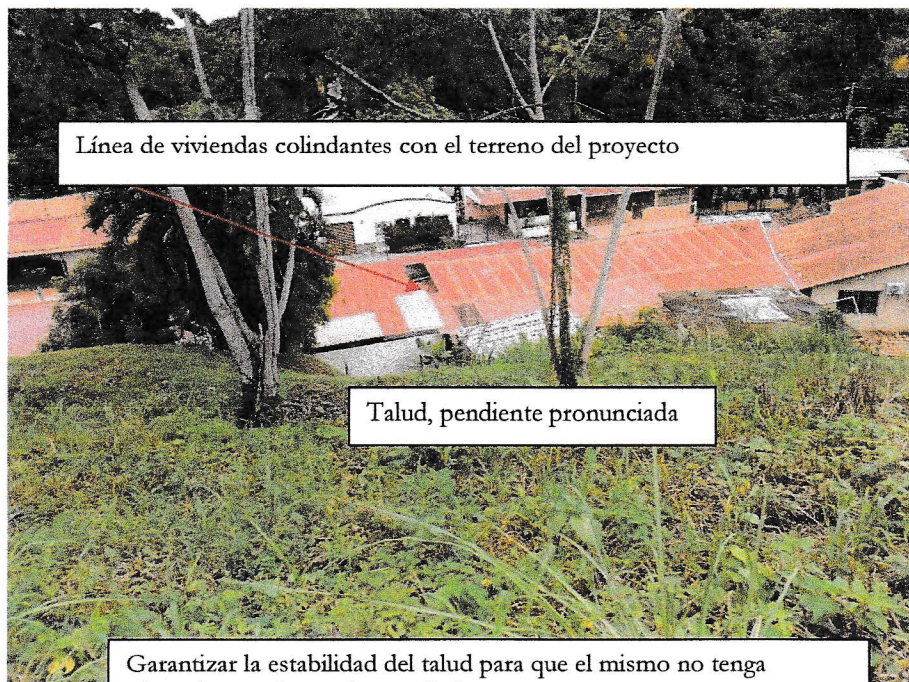 Línea de viviendas colindantes con el terreno del proyecto
Talud, pendiente pronunciada
Garantizar la estabilidad del talud para que el mismo no tenga